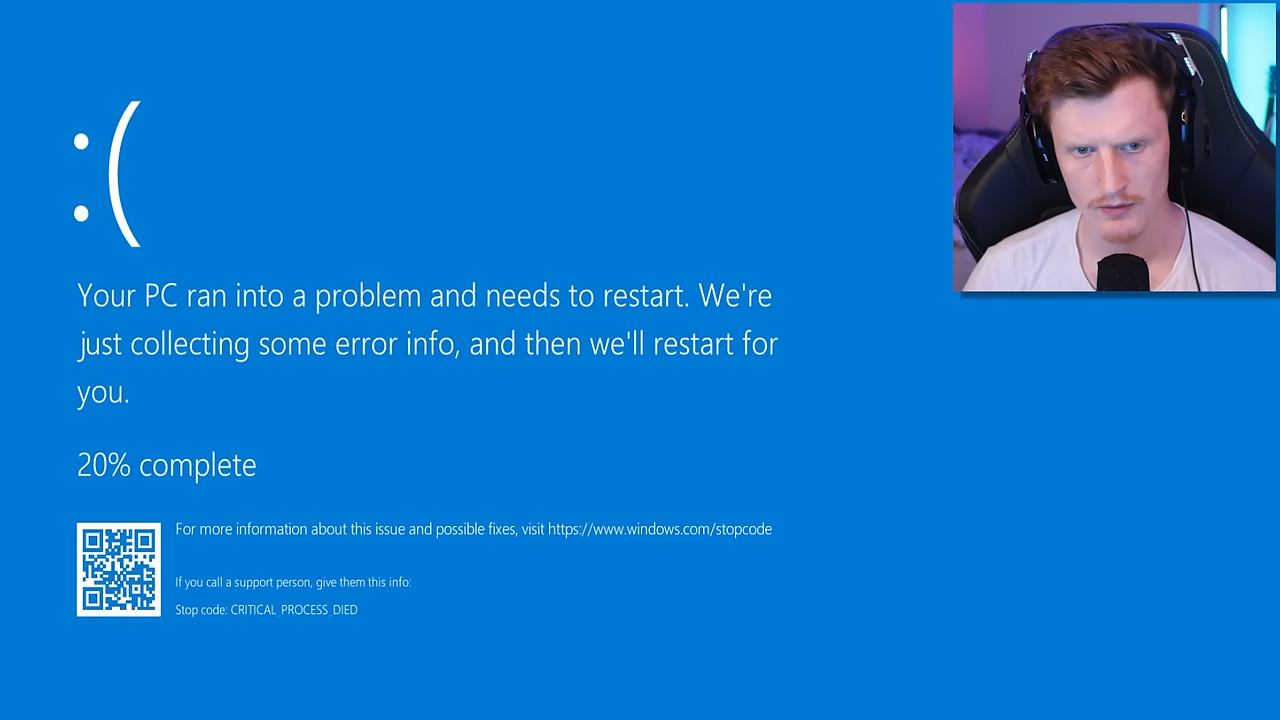 :(
Your PC ran into a problem and needs to restart. We're
just collecting some error info, and then we'll restart for
you.
20% complete
For more information about this issue and possible fixes, visit https://www.windows.com/stopcode
If you call a support person, give them this info:
Stop code: CRITICAL_PROCESS_DIED